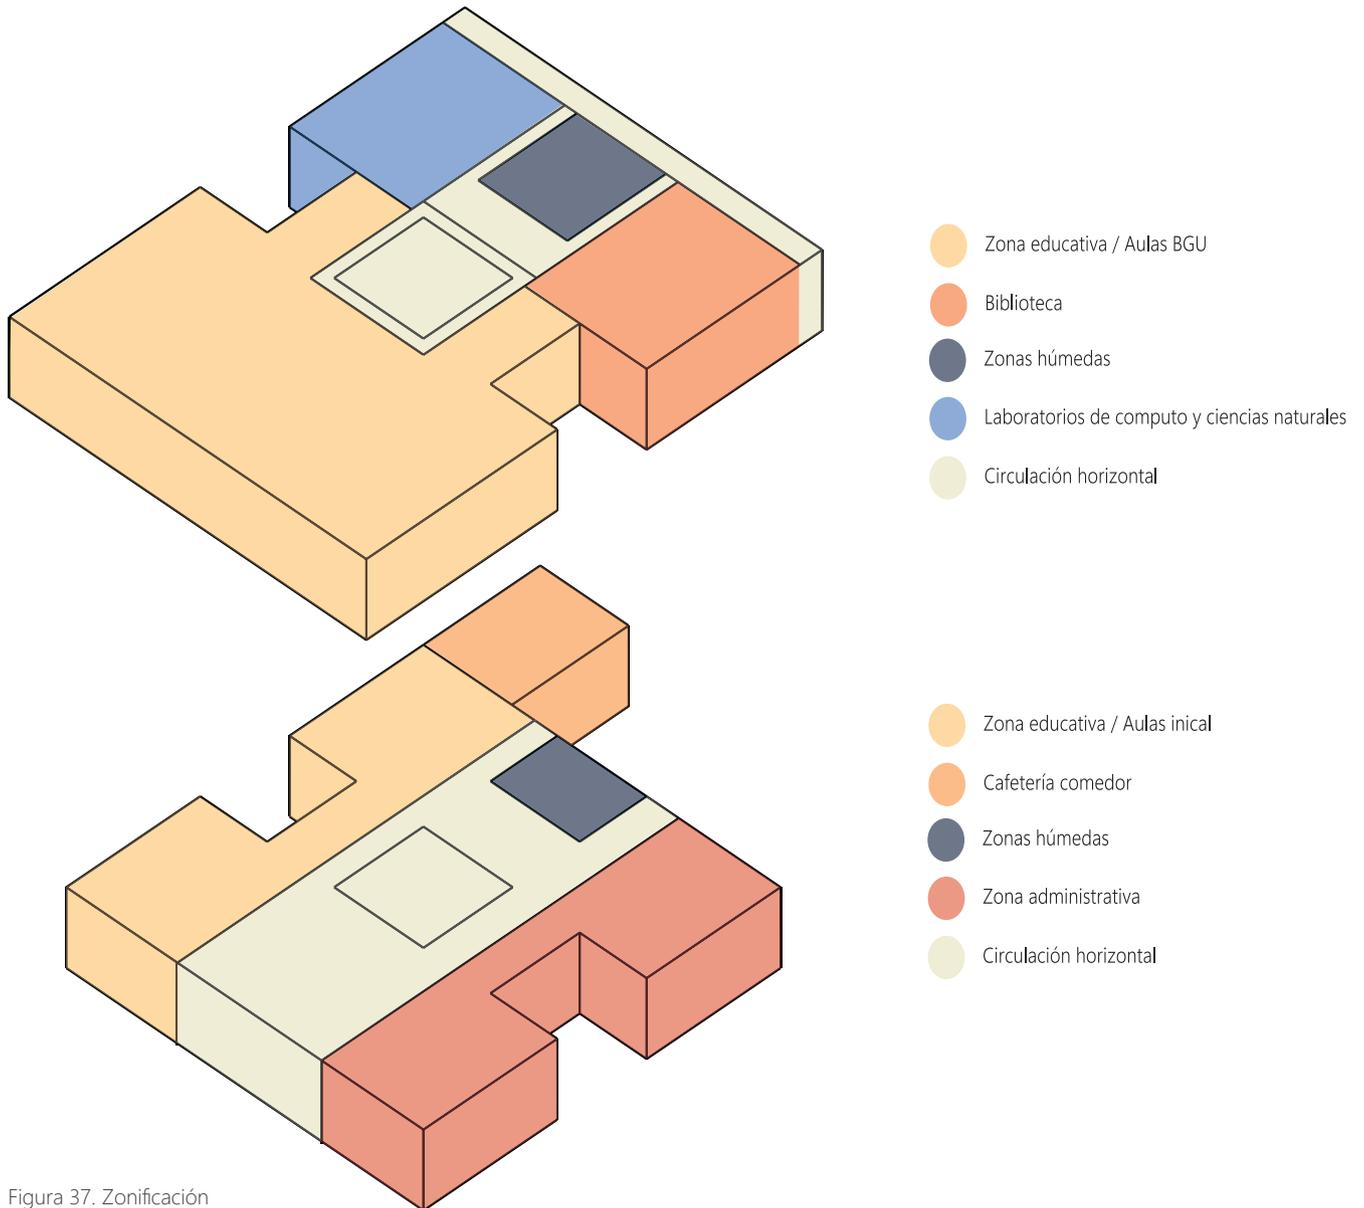 Zona educativa / Aulas BGU
Biblioteca
Zonas húmedas
Laboratorios de computo y ciencias naturales
Circulación horizontal
Zona educativa / Aulas inical
Cafetería comedor
Zonas húmedas
Zona administrativa
Circulación horizontal
Figura 37. Zonificación